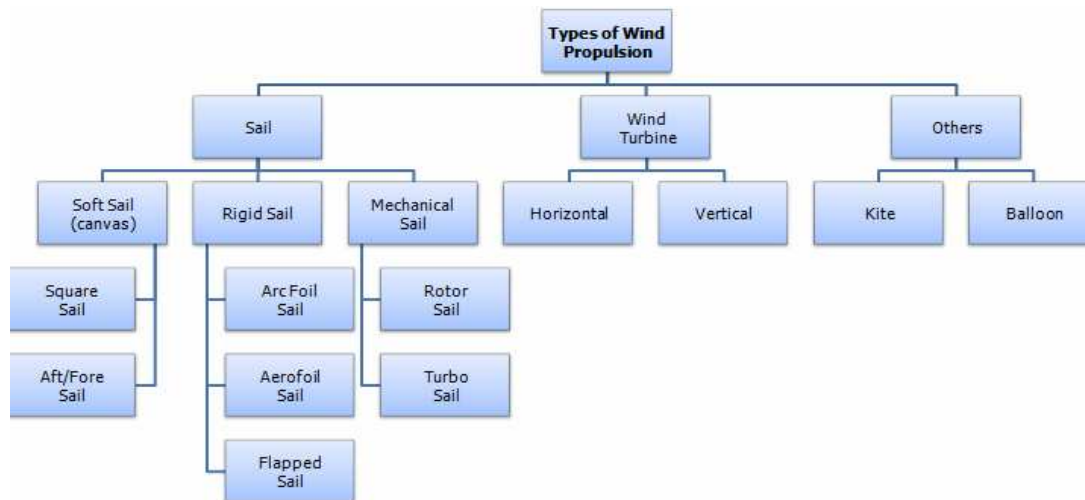 Types of Wind
Propulsion
Sail
Wind
Turbine
Others
Soft Sail
(canvas)
Rigid Sail
Mechanical
Sail
Horizontal
Vertical
Kite
Balloon
Square
Sail
Arc Foil
Sail
Rotor
Sail
Aft/Fore
Sail
Aerofoil
Sail
Turbo
Sail
Flapped
Sail